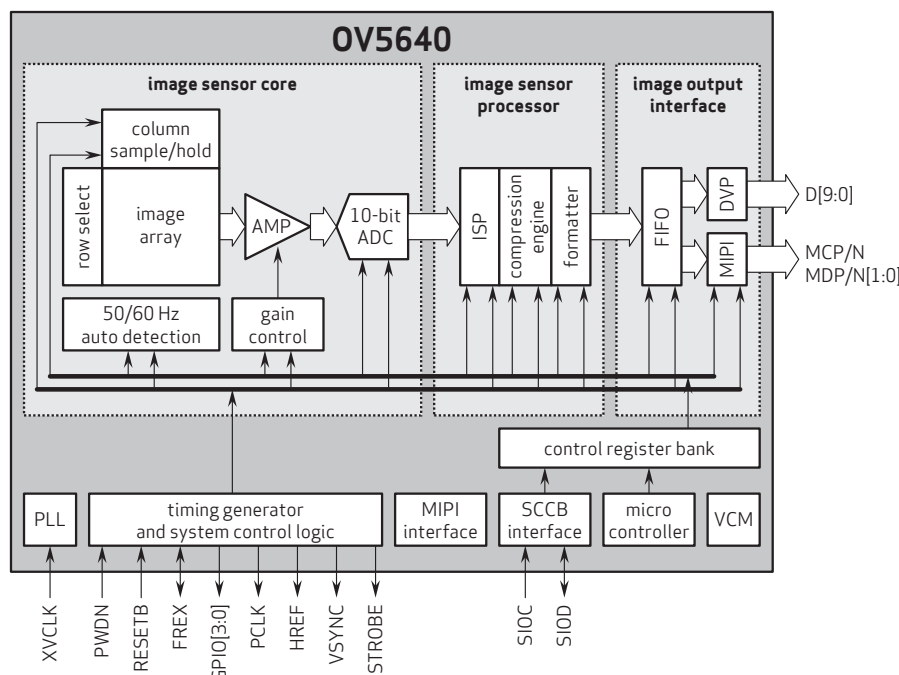 OV5640
image sensor core
image sensor
processor
image output
interface
column
sample/hold
row select
image
array
AMP
10-bit
ADC
ISP
compression
engine
formatter
FIFO
DVP
MIPI
D[9:0]
MCP/N
MDP/N[1:0]
50/60 Hz
auto detection
gain
control
control register bank
PLL
timing generator
and system control logic
MIPI
interface
SCCB
interface
micro
controller
VCM
XVCLK
PWDN
RESETB
FREX
GPIO[3:0]
PCLK
HREF
VSYNC
STROBE
SIOC
SIOD